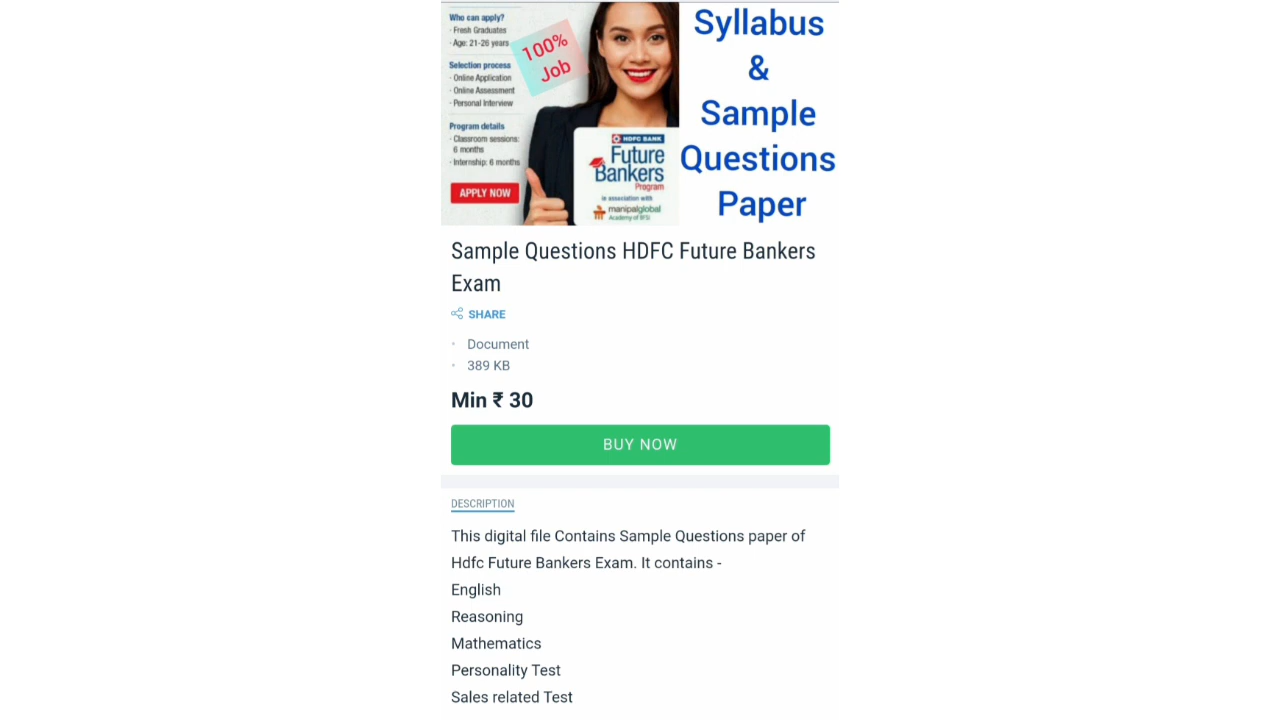 Who can apply?
· Fresh Graduates
· Age: 21-26 years
Selection process
· Online Application
· Online Assessment
· Personal Interview
Program details
· Classroom sessions:
6 months
· Internship: 6 months
APPLY NOW
100%
Job
HDFC BANK
Future
Bankers
Program
in association with
manipalglobal
Academy of BFSI
Syllabus
&
Sample
Questions
Paper
Sample Questions HDFC Future Bankers
Exam
SHARE
· Document
· 389 KB
Min ₹ 30
BUY NOW
DESCRIPTION
This digital file Contains Sample Questions paper of
Hdfc Future Bankers Exam. It contains -
English
Reasoning
Mathematics
Personality Test
Sales related Test